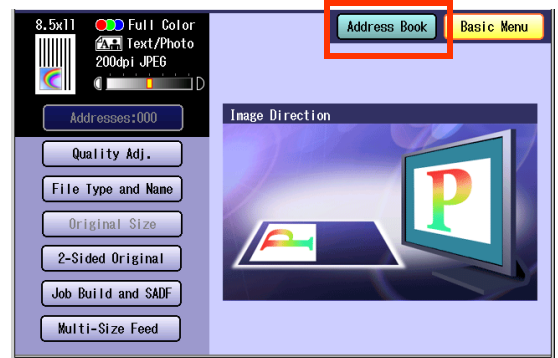 8.5x11 Full Color
Text/Photo
200dpi JPEG
Address Book
Basic Menu
Addresses:000
Quality Adj.
File Type and Name
Original Size
2-Sided Original
Job Build and SADF
Multi-Size Feed
Image Direction
P
P